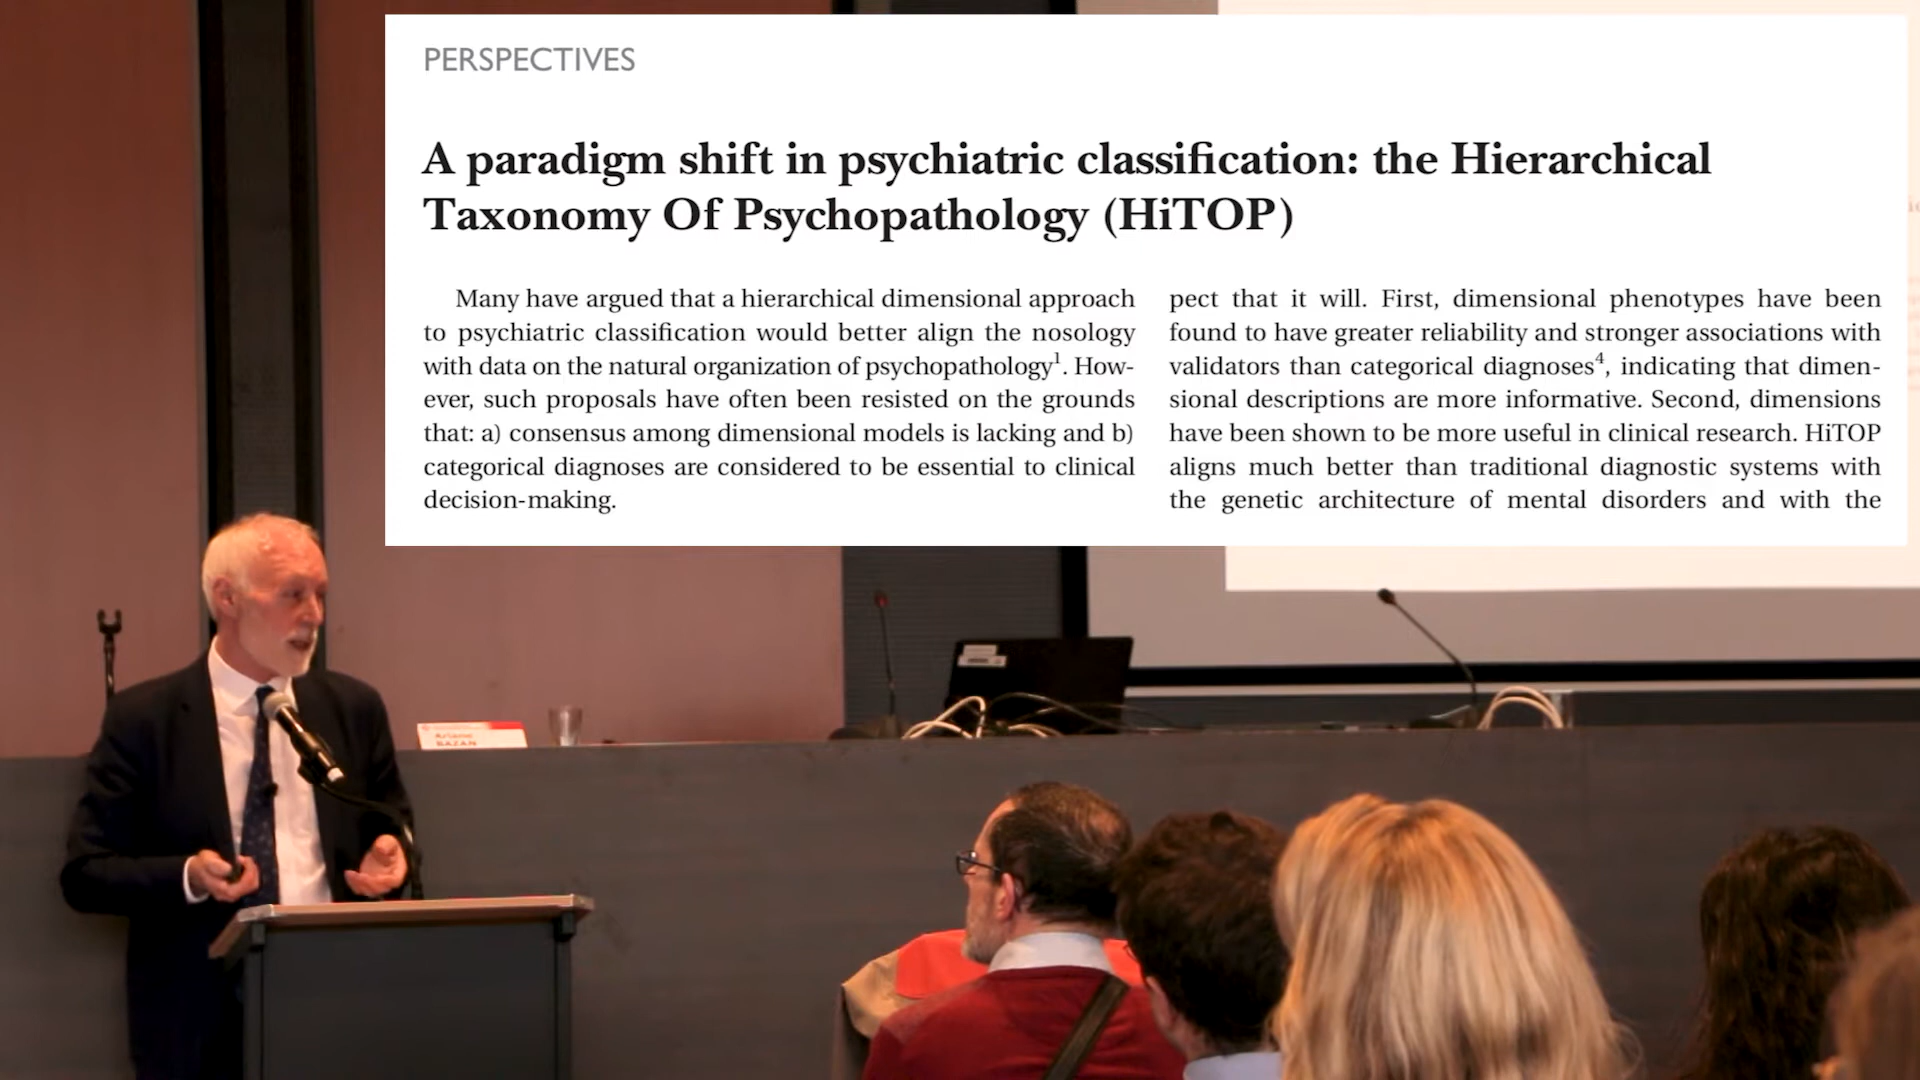 PERSPECTIVES
A paradigm shift in psychiatric classification: the Hierarchical
Taxonomy Of Psychopathology (HiTOP)
Many have argued that a hierarchical dimensional approach
to psychiatric classification would better align the nosology
with data on the natural organization of psychopathology¹. How-
ever, such proposals have often been resisted on the grounds
that: a) consensus among dimensional models is lacking and b)
categorical diagnoses are considered to be essential to clinical
decision-making.
pect that it will. First, dimensional phenotypes have been
found to have greater reliability and stronger associations with
validators than categorical diagnoses⁴, indicating that dimen-
sional descriptions are more informative. Second, dimensions
have been shown to be more useful in clinical research. HiTOP
aligns much better than traditional diagnostic systems with
the genetic architecture of mental disorders and with the
Ariane
BAZAN